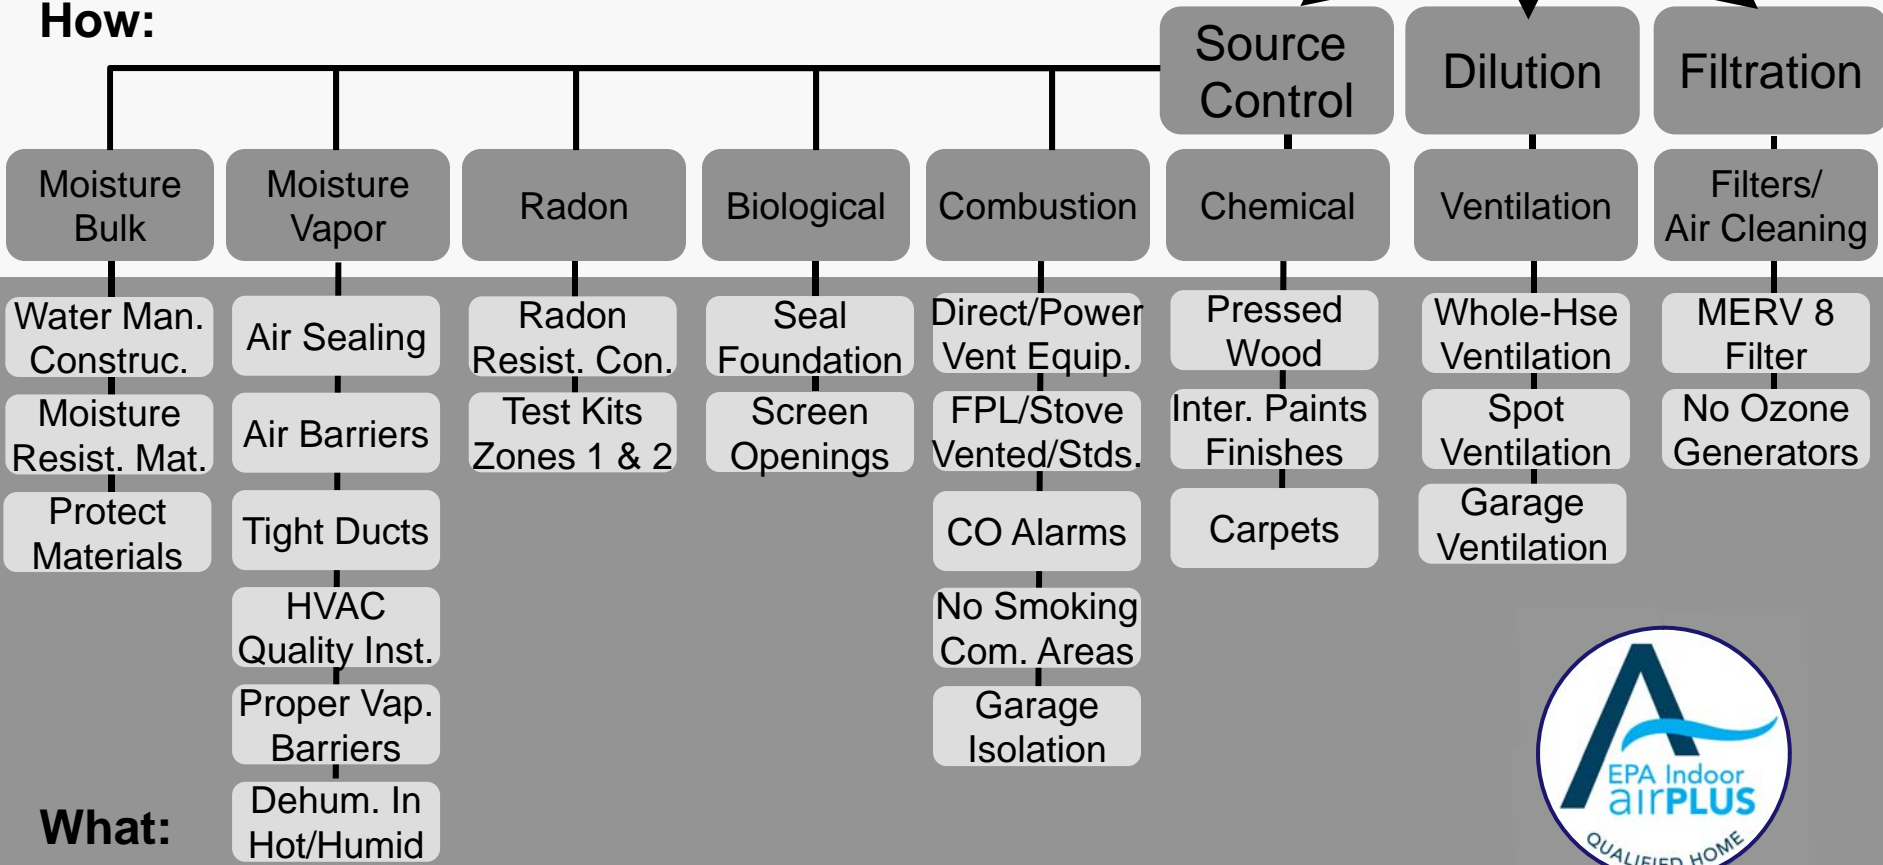 How:
Source
Control
Dilution
Filtration
Moisture
Bulk
Moisture
Vapor
Radon
Biological
Combustion
Chemical
Ventilation
Filters/
Air Cleaning
Water Man.
Construc.
Moisture
Resist. Mat.
Protect
Materials
Air Sealing
Air Barriers
Tight Ducts
HVAC
Quality Inst.
Proper Vap.
Barriers
Dehum. In
Hot/Humid
Radon
Resist. Con.
Test Kits
Zones 1 & 2
Seal
Foundation
Screen
Openings
Direct/Power
Vent Equip.
FPL/Stove
Vented/Stds.
CO Alarms
No Smoking
Com. Areas
Garage
Isolation
Pressed
Wood
Inter. Paints
Finishes
Carpets
Whole-Hse
Ventilation
Spot
Ventilation
Garage
Ventilation
MERV 8
Filter
No Ozone
Generators
What:
EPA Indoor
airPLUS
QUALIFIED HOME